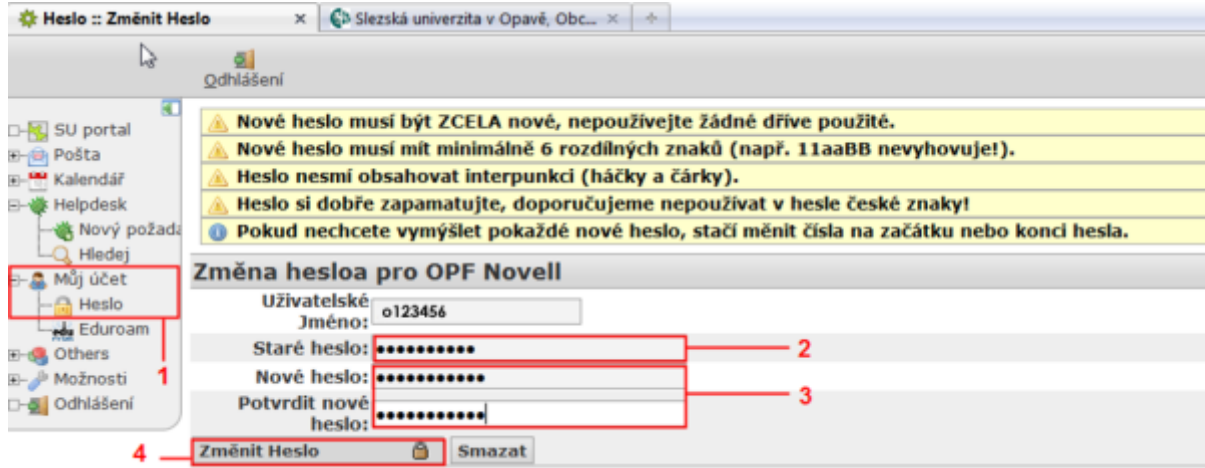 Heslo :: Změnit Heslo
Slezská univerzita v Opavě, Obc...
Odhlášení
SU portal
Pošta
Kalendář
Helpdesk
Nový požada
Hledej
Můj účet
Heslo
Eduroam
Others
1
Možnosti
Odhlášení
Nové heslo musí být ZCELA nové, nepoužívejte žádné dříve použité.
Nové heslo musí mít minimálně 6 rozdílných znaků (např. 11aaBB nevyhovuje!).
Heslo nesmí obsahovat interpunkci (háčky a čárky).
Heslo si dobře zapamatujte, doporučujeme nepoužívat v hesle české znaky!
Pokud nechcete vymýšlet pokaždé nové heslo, stačí měnit čísla na začátku nebo konci hesla.
Změna hesloa pro OPF Novell
Uživatelské
Jméno: o123456
Staré heslo: ●●●●●●●●●● 2
Nové heslo: ●●●●●●●●●●●
3
Potvrdit nové
heslo: ●●●●●●●●●●●
4 Změnit Heslo Smazat